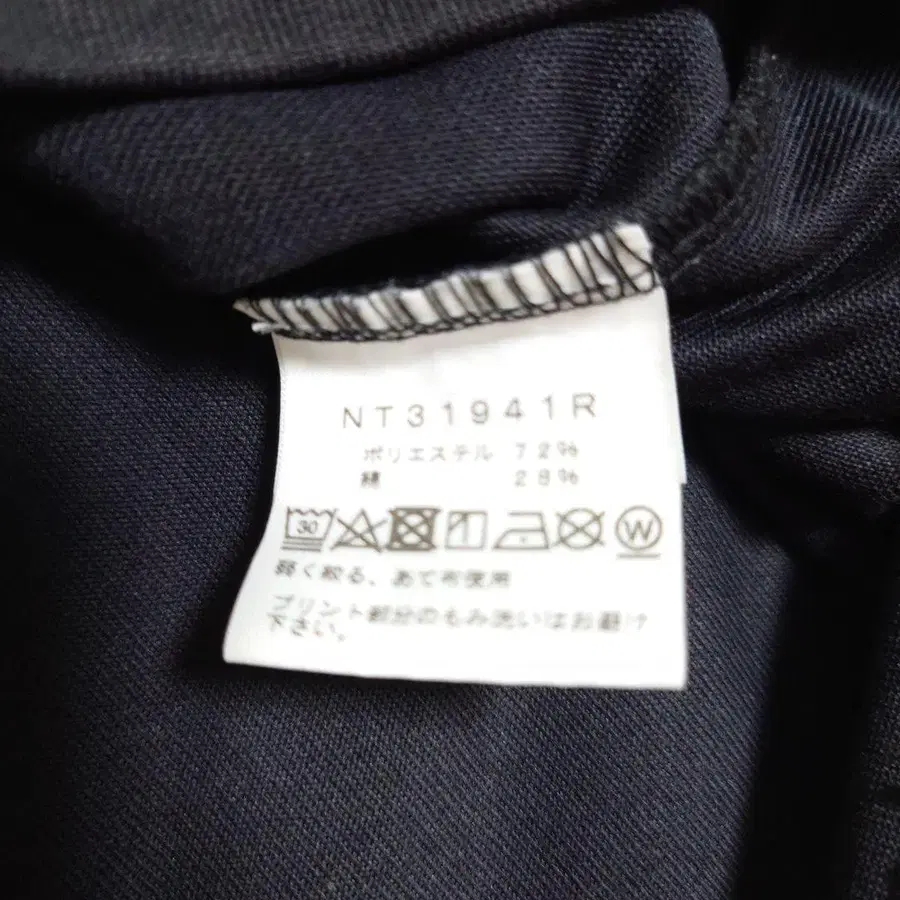 NT31941R
ポリエステル 72%
綿 28%
30 W
弱く絞る、あて布使用
プリント部分のもみ洗いはお避け
下さい。